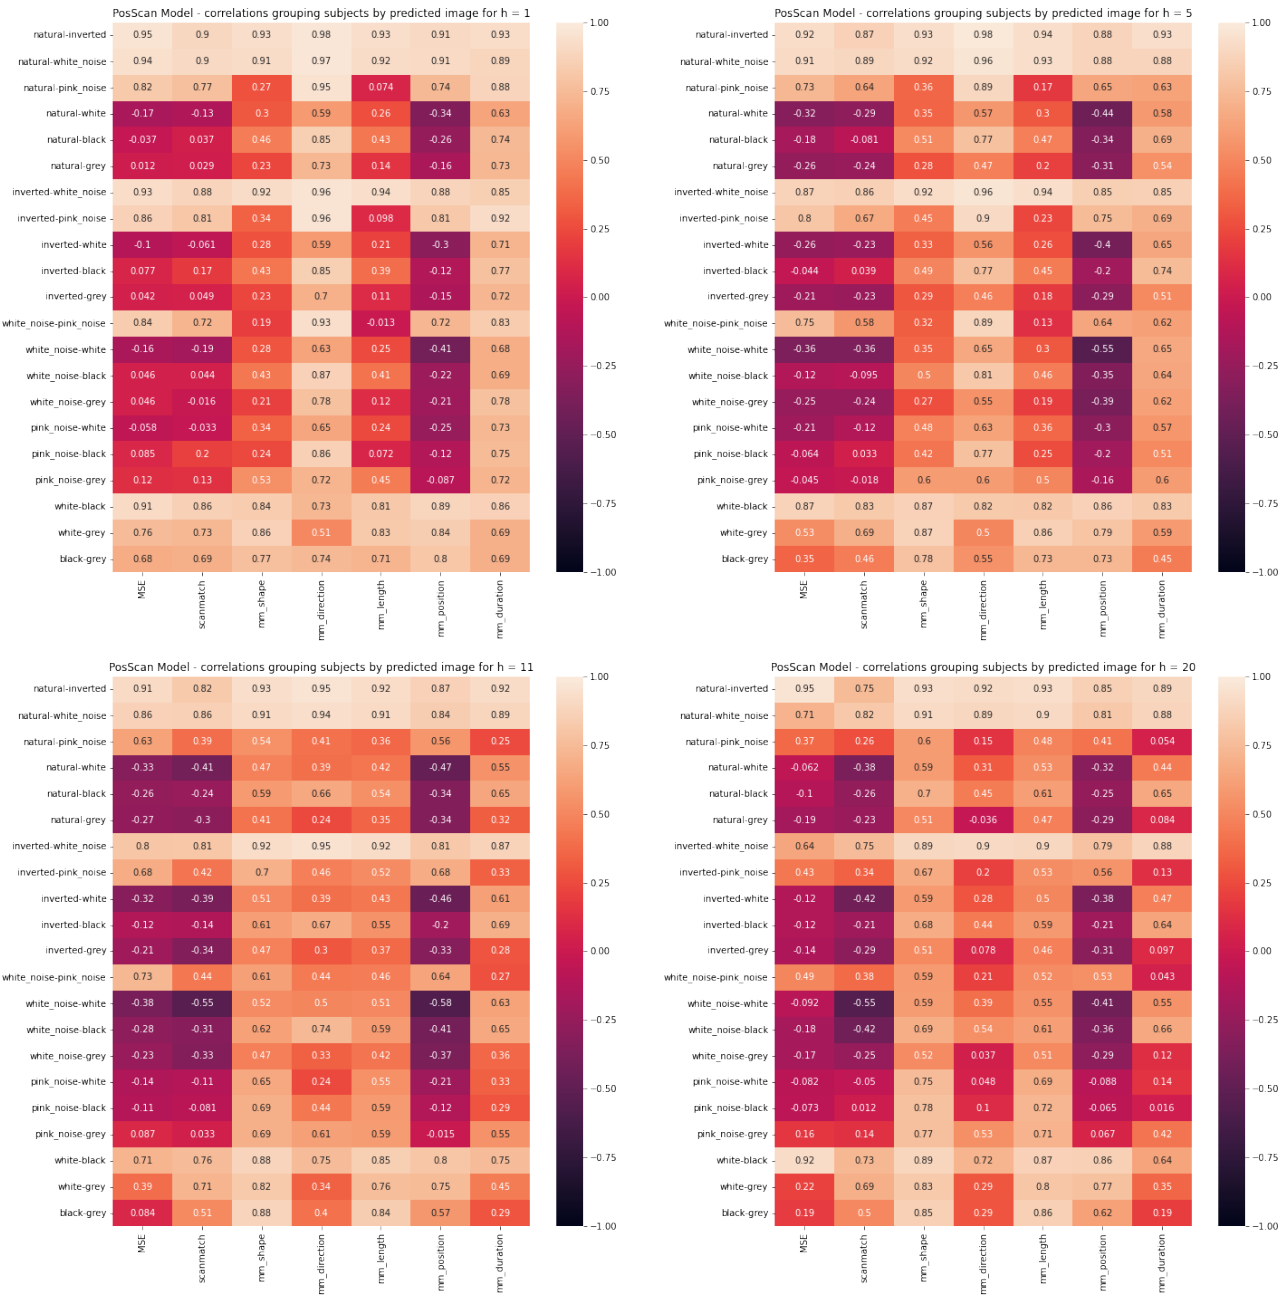 PosScan Model - correlations grouping subjects by predicted image for h = 1
natural-inverted 0.95 0.9 0.93 0.98 0.93 0.91 0.93
natural-white_noise 0.94 0.9 0.91 0.97 0.92 0.91 0.89
natural-pink_noise 0.82 0.77 0.27 0.95 0.074 0.74 0.88
natural-white -0.17 -0.13 0.3 0.59 0.26 -0.34 0.63
natural-black -0.037 0.037 0.46 0.85 0.43 -0.26 0.74
natural-grey 0.012 0.029 0.23 0.73 0.14 -0.16 0.73
inverted-white_noise 0.93 0.88 0.92 0.96 0.94 0.88 0.85
inverted-pink_noise 0.86 0.81 0.34 0.96 0.098 0.81 0.92
inverted-white -0.1 -0.061 0.28 0.59 0.21 -0.3 0.71
inverted-black 0.077 0.17 0.43 0.85 0.39 -0.12 0.77
inverted-grey 0.042 0.049 0.23 0.7 0.11 -0.15 0.72
white_noise-pink_noise 0.84 0.72 0.19 0.93 -0.013 0.72 0.83
white_noise-white -0.16 -0.19 0.28 0.63 0.25 -0.41 0.68
white_noise-black 0.046 0.044 0.43 0.87 0.41 -0.22 0.69
white_noise-grey 0.046 -0.016 0.21 0.78 0.12 -0.21 0.78
pink_noise-white -0.058 -0.033 0.34 0.65 0.24 -0.25 0.73
pink_noise-black 0.085 0.2 0.24 0.86 0.072 -0.12 0.75
pink_noise-grey 0.12 0.13 0.53 0.72 0.45 -0.087 0.72
white-black 0.91 0.86 0.84 0.73 0.81 0.89 0.86
white-grey 0.76 0.73 0.86 0.51 0.83 0.84 0.69
black-grey 0.68 0.69 0.77 0.74 0.71 0.8 0.69
MSE scanmatch mm_shape mm_direction mm_length mm_position mm_duration
1.00
0.75
0.50
0.25
0.00
−0.25
−0.50
−0.75
−1.00
PosScan Model - correlations grouping subjects by predicted image for h = 5
natural-inverted 0.92 0.87 0.93 0.98 0.94 0.88 0.93
natural-white_noise 0.91 0.89 0.92 0.96 0.93 0.88 0.88
natural-pink_noise 0.73 0.64 0.36 0.89 0.17 0.65 0.63
natural-white -0.32 -0.29 0.35 0.57 0.3 -0.44 0.58
natural-black -0.18 -0.081 0.51 0.77 0.47 -0.34 0.69
natural-grey -0.26 -0.24 0.28 0.47 0.2 -0.31 0.54
inverted-white_noise 0.87 0.86 0.92 0.96 0.94 0.85 0.85
inverted-pink_noise 0.8 0.67 0.45 0.9 0.23 0.75 0.69
inverted-white -0.26 -0.23 0.33 0.56 0.26 -0.4 0.65
inverted-black -0.044 0.039 0.49 0.77 0.45 -0.2 0.74
inverted-grey -0.21 -0.23 0.29 0.46 0.18 -0.29 0.51
white_noise-pink_noise 0.75 0.58 0.32 0.89 0.13 0.64 0.62
white_noise-white -0.36 -0.36 0.35 0.65 0.3 -0.55 0.65
white_noise-black -0.12 -0.095 0.5 0.81 0.46 -0.35 0.64
white_noise-grey -0.25 -0.24 0.27 0.55 0.19 -0.39 0.62
pink_noise-white -0.21 -0.12 0.48 0.63 0.36 -0.3 0.57
pink_noise-black -0.064 0.033 0.42 0.77 0.25 -0.2 0.51
pink_noise-grey -0.045 -0.018 0.6 0.6 0.5 -0.16 0.6
white-black 0.87 0.83 0.87 0.82 0.82 0.86 0.83
white-grey 0.53 0.69 0.87 0.5 0.86 0.79 0.59
black-grey 0.35 0.46 0.78 0.55 0.73 0.73 0.45
MSE scanmatch mm_shape mm_direction mm_length mm_position mm_duration
1.00
0.75
0.50
0.25
0.00
−0.25
−0.50
−0.75
−1.00
PosScan Model - correlations grouping subjects by predicted image for h = 11
natural-inverted 0.91 0.82 0.93 0.95 0.92 0.87 0.92
natural-white_noise 0.86 0.86 0.91 0.94 0.91 0.84 0.89
natural-pink_noise 0.63 0.39 0.54 0.41 0.36 0.56 0.25
natural-white -0.33 -0.41 0.47 0.39 0.42 -0.47 0.55
natural-black -0.26 -0.24 0.59 0.66 0.54 -0.34 0.65
natural-grey -0.27 -0.3 0.41 0.24 0.35 -0.34 0.32
inverted-white_noise 0.8 0.81 0.92 0.95 0.92 0.81 0.87
inverted-pink_noise 0.68 0.42 0.7 0.46 0.52 0.68 0.33
inverted-white -0.32 -0.39 0.51 0.39 0.43 -0.46 0.61
inverted-black -0.12 -0.14 0.61 0.67 0.55 -0.2 0.69
inverted-grey -0.21 -0.34 0.47 0.3 0.37 -0.33 0.28
white_noise-pink_noise 0.73 0.44 0.61 0.44 0.46 0.64 0.27
white_noise-white -0.38 -0.55 0.52 0.5 0.51 -0.58 0.63
white_noise-black -0.28 -0.31 0.62 0.74 0.59 -0.41 0.65
white_noise-grey -0.23 -0.33 0.47 0.33 0.42 -0.37 0.36
pink_noise-white -0.14 -0.11 0.65 0.24 0.55 -0.21 0.33
pink_noise-black -0.11 -0.081 0.69 0.44 0.59 -0.12 0.29
pink_noise-grey 0.087 0.033 0.69 0.61 0.59 -0.015 0.55
white-black 0.71 0.76 0.88 0.75 0.85 0.8 0.75
white-grey 0.39 0.71 0.82 0.34 0.76 0.75 0.45
black-grey 0.084 0.51 0.88 0.4 0.84 0.57 0.29
MSE scanmatch mm_shape mm_direction mm_length mm_position mm_duration
1.00
0.75
0.50
0.25
0.00
−0.25
−0.50
−0.75
−1.00
PosScan Model - correlations grouping subjects by predicted image for h = 20
natural-inverted 0.95 0.75 0.93 0.92 0.93 0.85 0.89
natural-white_noise 0.71 0.82 0.91 0.89 0.9 0.81 0.88
natural-pink_noise 0.37 0.26 0.6 0.15 0.48 0.41 0.054
natural-white -0.062 -0.38 0.59 0.31 0.53 -0.32 0.44
natural-black -0.1 -0.26 0.7 0.45 0.61 -0.25 0.65
natural-grey -0.19 -0.23 0.51 -0.036 0.47 -0.29 0.084
inverted-white_noise 0.64 0.75 0.89 0.9 0.9 0.79 0.88
inverted-pink_noise 0.43 0.34 0.67 0.2 0.53 0.56 0.13
inverted-white -0.12 -0.42 0.59 0.28 0.5 -0.38 0.47
inverted-black -0.12 -0.21 0.68 0.44 0.59 -0.21 0.64
inverted-grey -0.14 -0.29 0.51 0.078 0.46 -0.31 0.097
white_noise-pink_noise 0.49 0.38 0.59 0.21 0.52 0.53 0.043
white_noise-white -0.092 -0.55 0.59 0.39 0.55 -0.41 0.55
white_noise-black -0.18 -0.42 0.69 0.54 0.61 -0.36 0.66
white_noise-grey -0.17 -0.25 0.52 0.037 0.51 -0.29 0.12
pink_noise-white -0.082 -0.05 0.75 0.048 0.69 -0.088 0.14
pink_noise-black -0.073 0.012 0.78 0.1 0.72 -0.065 0.016
pink_noise-grey 0.16 0.14 0.77 0.53 0.71 0.067 0.42
white-black 0.92 0.73 0.89 0.72 0.87 0.86 0.64
white-grey 0.22 0.69 0.83 0.29 0.8 0.77 0.35
black-grey 0.19 0.5 0.85 0.29 0.86 0.62 0.19
MSE scanmatch mm_shape mm_direction mm_length mm_position mm_duration
1.00
0.75
0.50
0.25
0.00
−0.25
−0.50
−0.75
−1.00